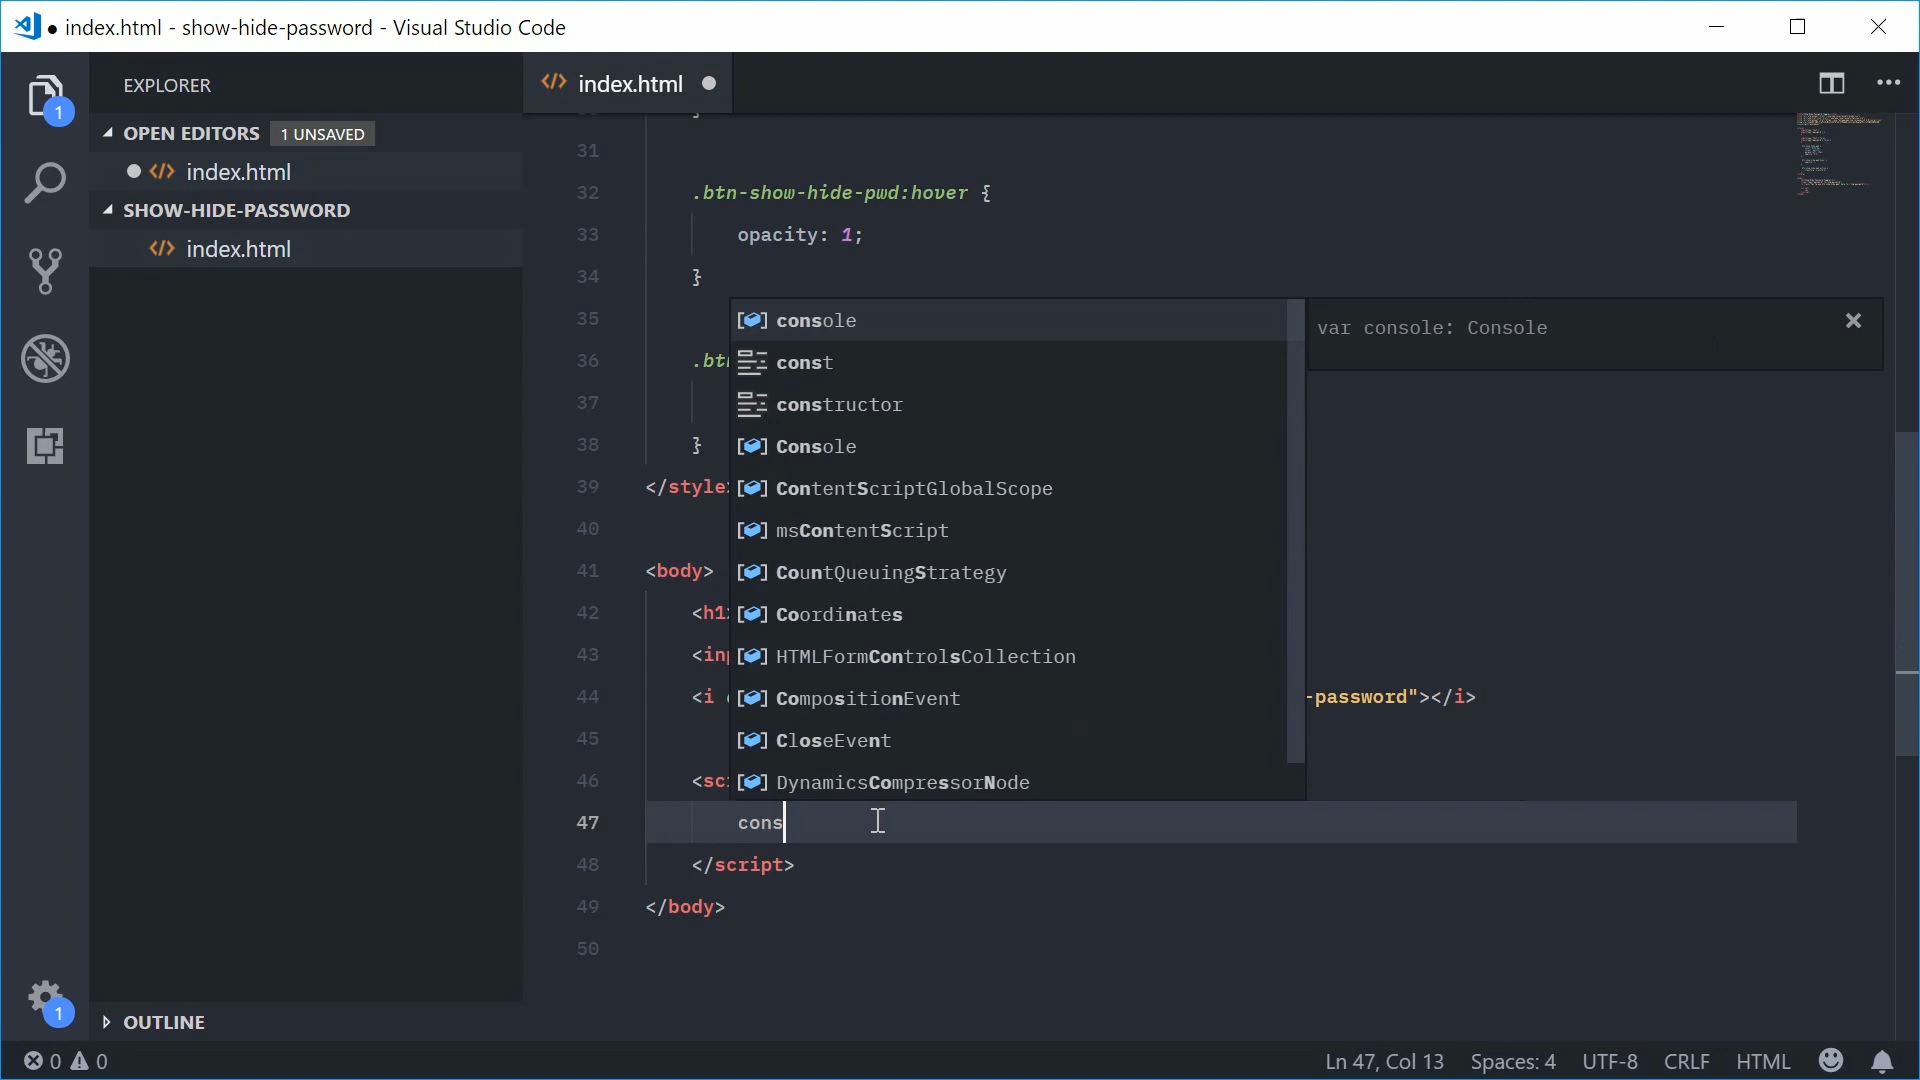 ● index.html - show-hide-password - Visual Studio Code
EXPLORER
1
OPEN EDITORS 1 UNSAVED
</> index.html
SHOW-HIDE-PASSWORD
</> index.html
OUTLINE
1
</> index.html
31
32 .btn-show-hide-pwd:hover {
33 opacity: 1;
34 }
35
36 .bt
37
38 }
39 </style
40
41 <body>
42 <h1
43 <in
44 <i -password"></i>
45
46 <sc
47 cons
48 </script>
49 </body>
50
console
const
constructor
Console
ContentScriptGlobalScope
msContentScript
CountQueuingStrategy
Coordinates
HTMLFormControlsCollection
CompositionEvent
CloseEvent
DynamicsCompressorNode
var console: Console
0 0
Ln 47, Col 13 Spaces: 4 UTF-8 CRLF HTML